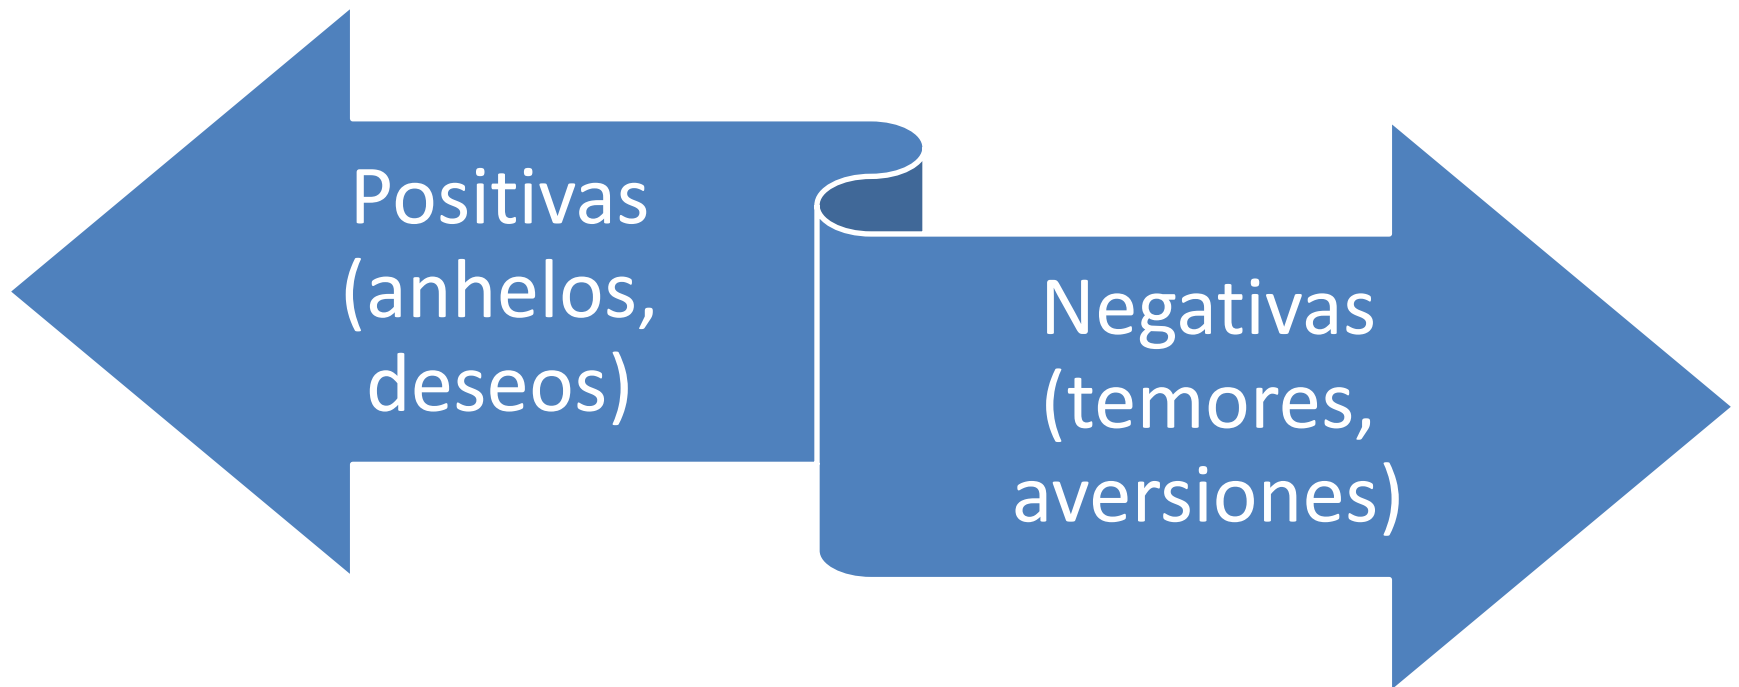 Positivas
(anhelos,
deseos)
Negativas
(temores,
aversiones)